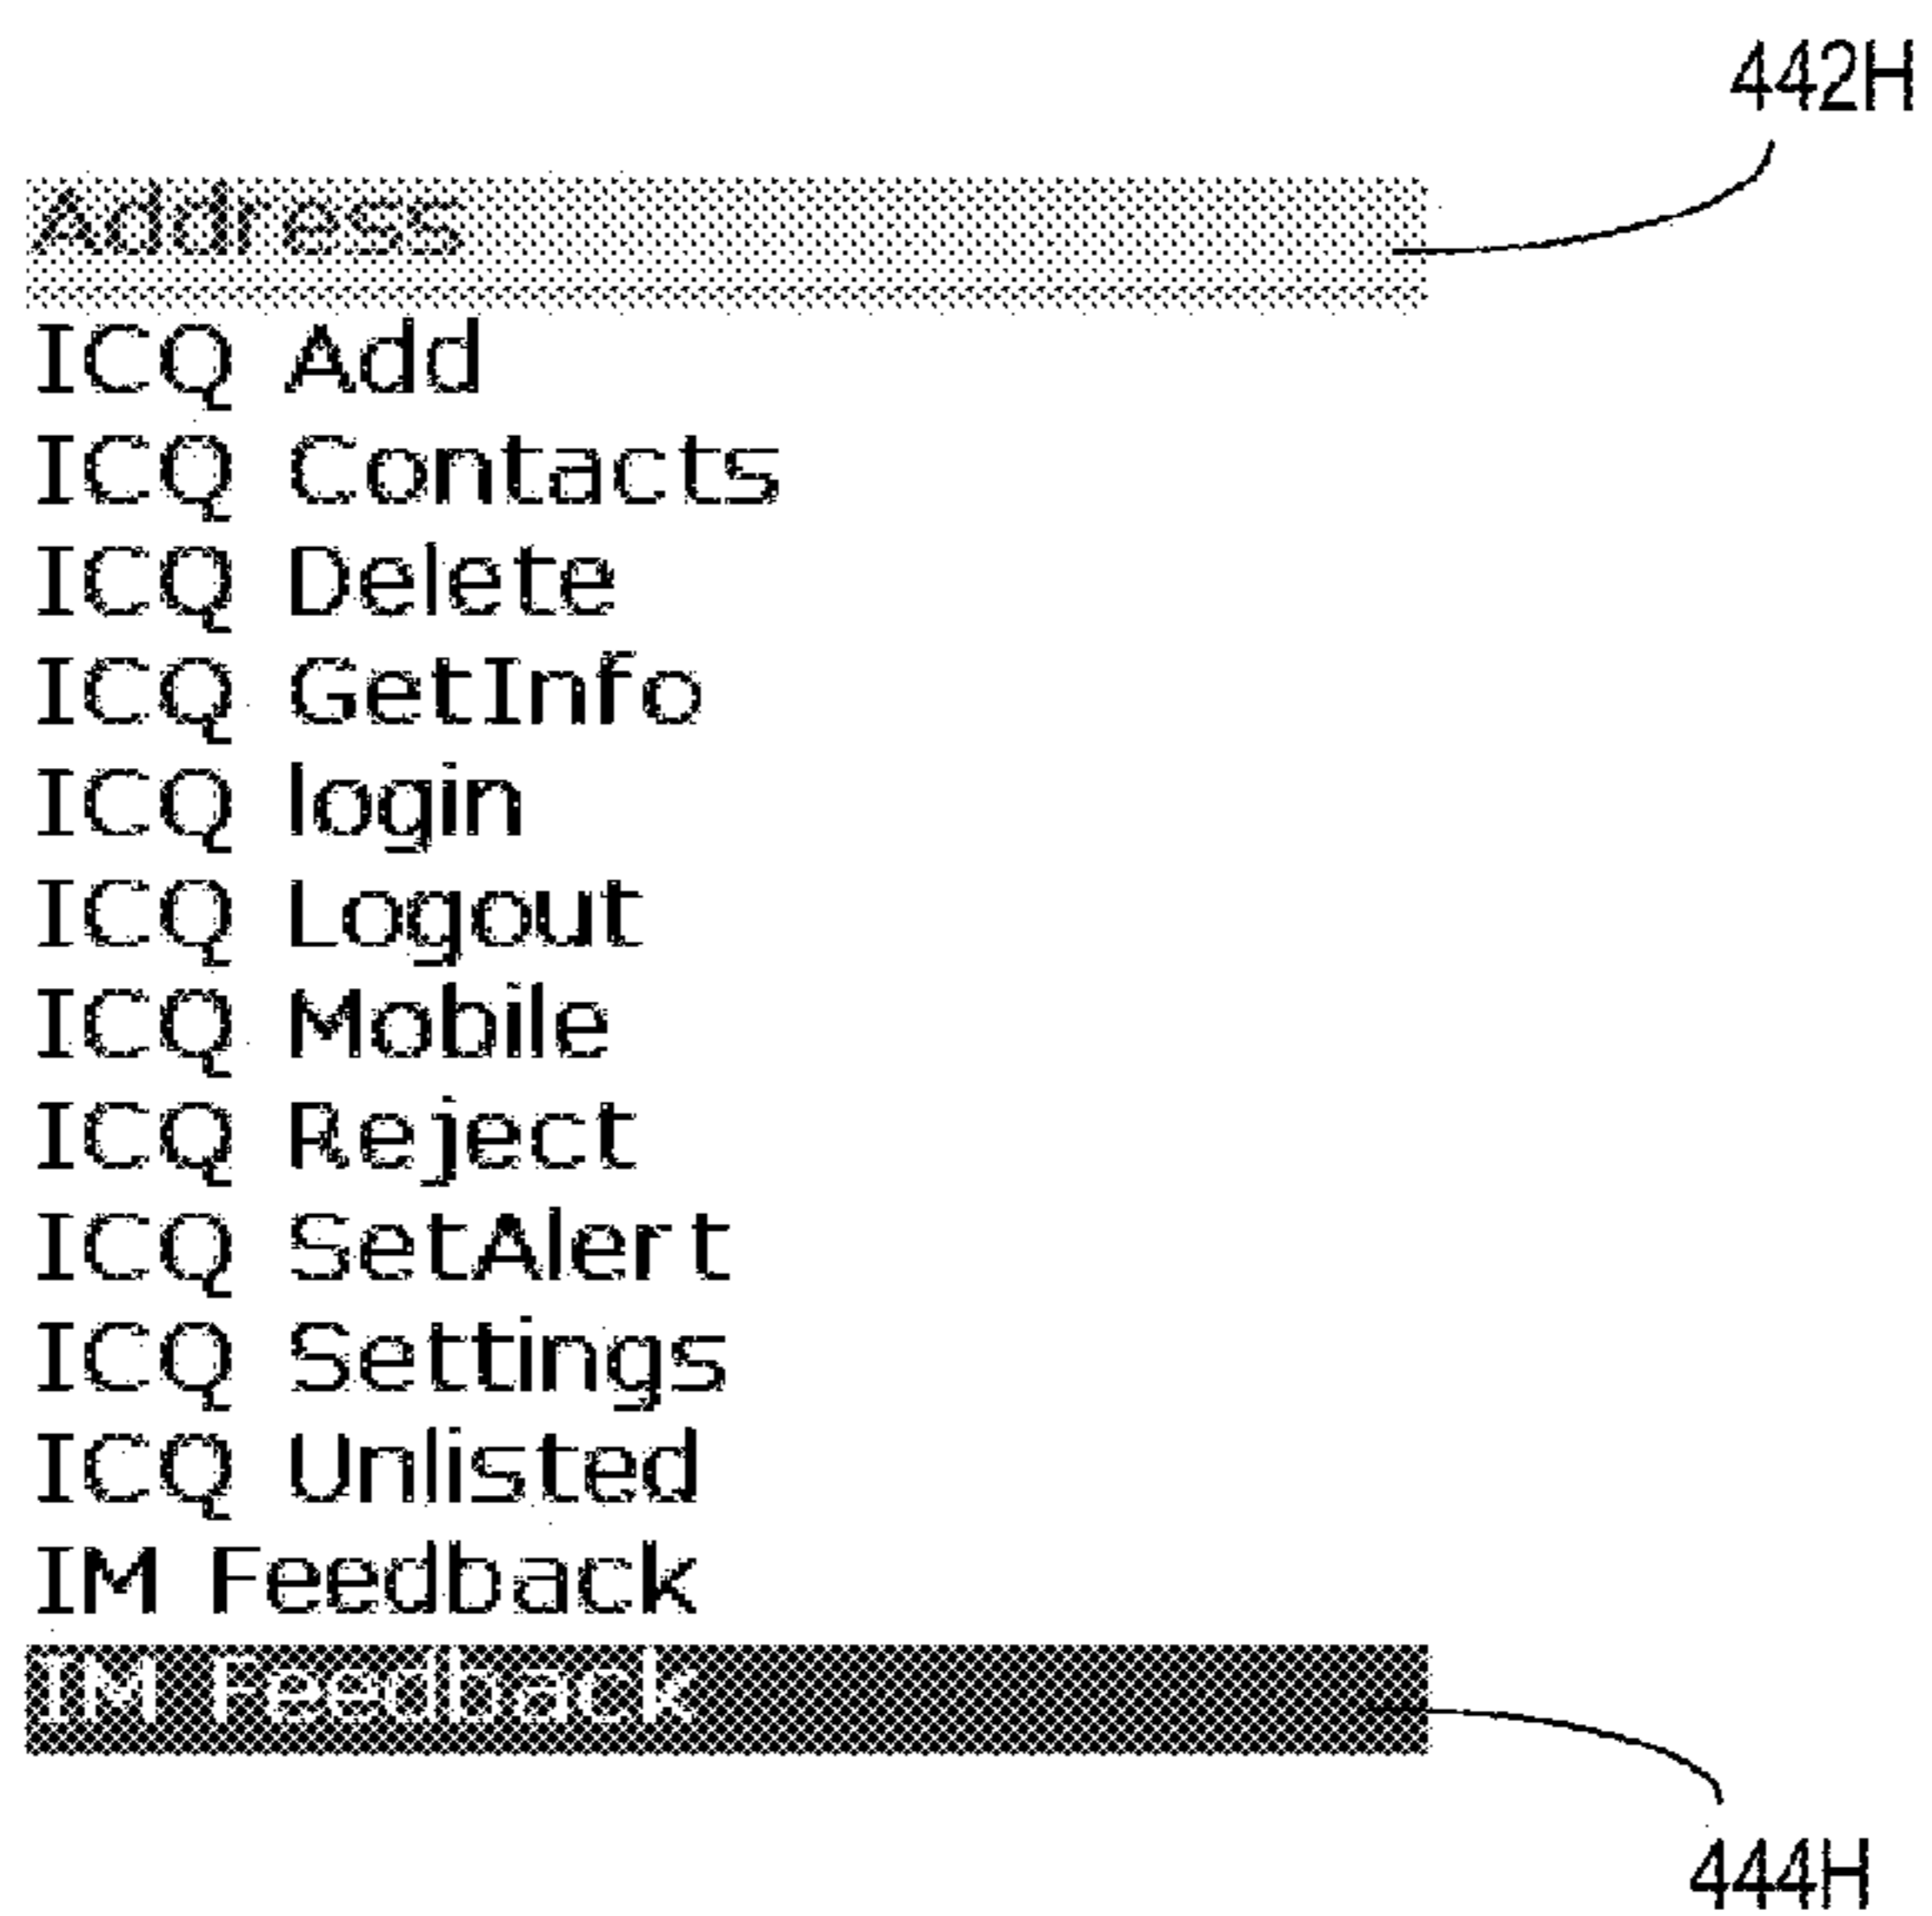 442H
Address
ICQ Add
ICQ Contacts
ICQ Delete
ICQ GetInfo
ICQ login
ICQ Logout
ICQ Mobile
ICQ Reject
ICQ SetAlert
ICQ Settings
ICQ Unlisted
IM Feedback
IM Feedback
444H